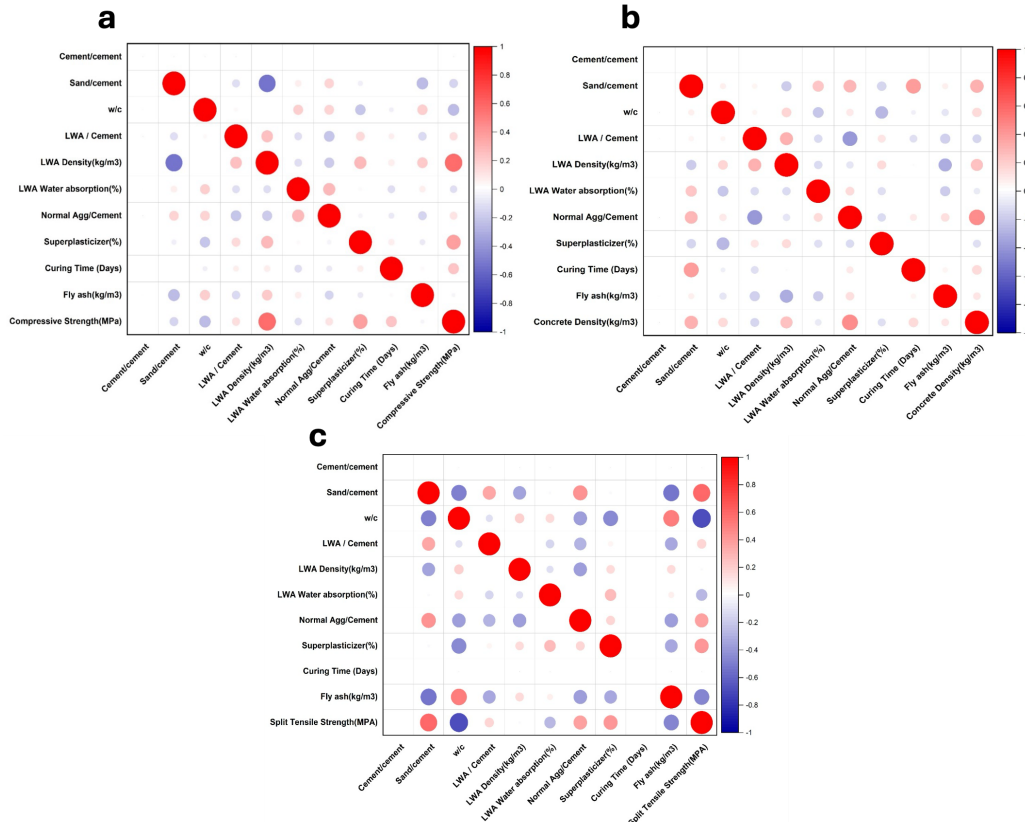 a
Cement/cement
Sand/cement
w/c
LWA / Cement
LWA Density(kg/m3)
LWA Water absorption(%)
Normal Agg/Cement
Superplasticizer(%)
Curing Time (Days)
Fly ash(kg/m3)
Compressive Strength(MPa)
Cement/cement
Sand/cement
w/c
LWA / Cement
LWA Density(kg/m3)
LWA Water absorption(%)
Normal Agg/Cement
Superplasticizer(%)
Curing Time (Days)
Fly ash(kg/m3)
Compressive Strength(MPa)
1
0.8
0.6
0.4
0.2
0
-0.2
-0.4
-0.6
-0.8
-1
b
Cement/cement
Sand/cement
w/c
LWA / Cement
LWA Density(kg/m3)
LWA Water absorption(%)
Normal Agg/Cement
Superplasticizer(%)
Curing Time (Days)
Fly ash(kg/m3)
Concrete Density(kg/m3)
Cement/cement
Sand/cement
w/c
LWA / Cement
LWA Density(kg/m3)
LWA Water absorption(%)
Normal Agg/Cement
Superplasticizer(%)
Curing Time (Days)
Fly ash(kg/m3)
Concrete Density(kg/m3)
c
Cement/cement
Sand/cement
w/c
LWA / Cement
LWA Density(kg/m3)
LWA Water absorption(%)
Normal Agg/Cement
Superplasticizer(%)
Curing Time (Days)
Fly ash(kg/m3)
Split Tensile Strength(MPA)
Cement/cement
Sand/cement
w/c
LWA / Cement
LWA Density(kg/m3)
LWA Water absorption(%)
Normal Agg/Cement
Superplasticizer(%)
Curing Time (Days)
Fly ash(kg/m3)
Split Tensile Strength(MPA)
1
0.8
0.6
0.4
0.2
0
-0.2
-0.4
-0.6
-0.8
-1